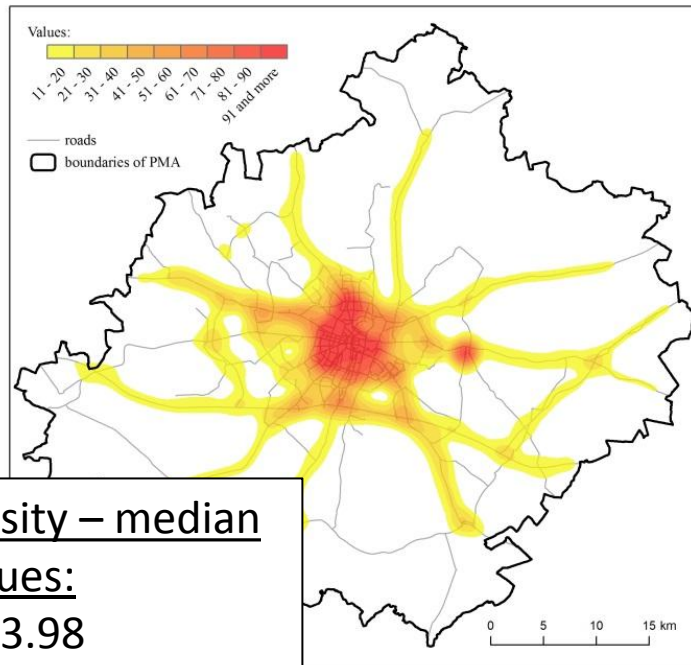 Values:
11 - 20
21 - 30
31 - 40
41 - 50
51 - 60
61 - 70
71 - 80
81 - 90
91 and more
roads
boundaries of PMA
sity – median
ues:
3.98
0 5 10 15 km